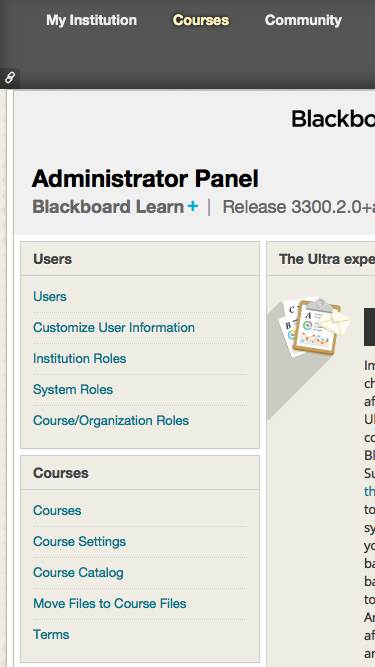 My Institution Courses Community
Blackbo
Administrator Panel
Blackboard Learn + | Release 3300.2.0+
Users
Users
Customize User Information
Institution Roles
System Roles
Course/Organization Roles
Courses
Courses
Course Settings
Course Catalog
Move Files to Course Files
Terms
The Ultra expe
C
B
A
Im
ch
af
Ul
co
Bl
Su
th
to
sy
yo
ba
ba
to
An
af
ar